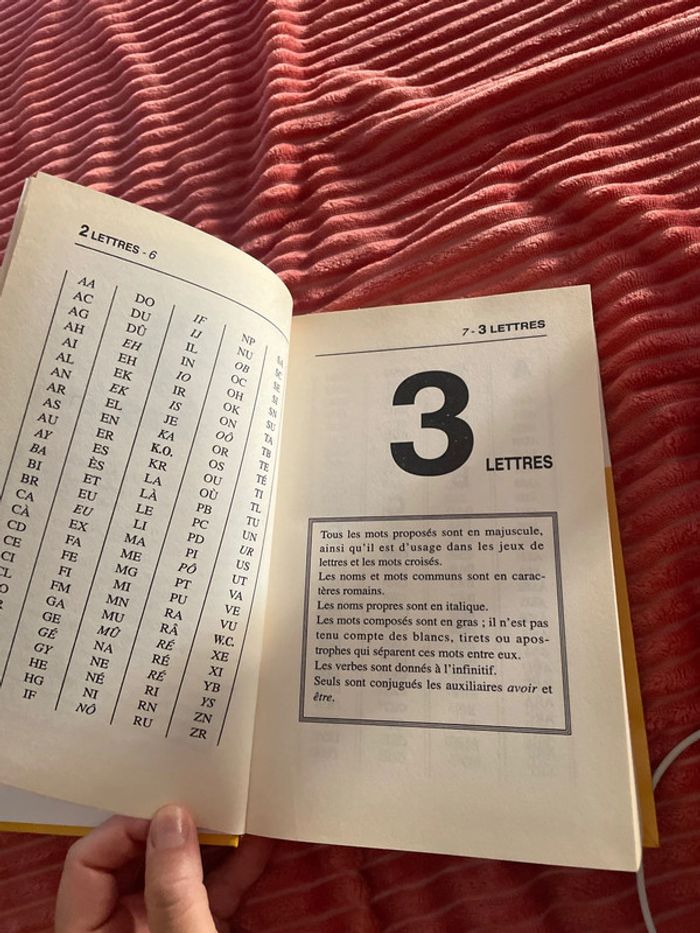 2 LETTRES - 6
AA
AC
AG
AH
AI
AL
AN
AR
AS
AU
AY
BA
BI
BR
CA
CÀ
CD
CE
CI
DO
DU
DÛ
EH
EH
EK
EK
EL
EN
ER
ES
ÈS
ET
EU
EU
EX
FA
FE
FI
FM
GA
GE
GÉ
GY
HE
HG
IF
IF
IJ
IL
IN
IO
IR
IS
JE
KA
K.O.
KR
LA
LÀ
LE
LI
MA
ME
MG
MI
MN
MU
MÛ
NA
NE
NÉ
NI
NÔ
NP
NU
OB
OC
OH
OK
ON
OÔ
OR
OS
OU
OÙ
PB
PC
PD
PI
PÔ
PT
PU
RA
RÂ
RÉ
RÉ
RÉ
RI
RN
RU
SC
SE
SI
SN
SU
TA
TB
TE
TÉ
TI
TL
TU
UN
UR
US
UT
VA
VE
VU
W.C.
XE
XI
YB
YS
ZN
ZR
7 - 3 LETTRES
3 LETTRES
Tous les mots proposés sont en majuscule,
ainsi qu'il est d'usage dans les jeux de
lettres et les mots croisés.
Les noms et mots communs sont en carac-
tères romains.
Les noms propres sont en italique.
Les mots composés sont en gras ; il n'est pas
tenu compte des blancs, tirets ou apos-
trophes qui séparent ces mots entre eux.
Les verbes sont donnés à l'infinitif.
Seuls sont conjugués les auxiliaires avoir et
être.